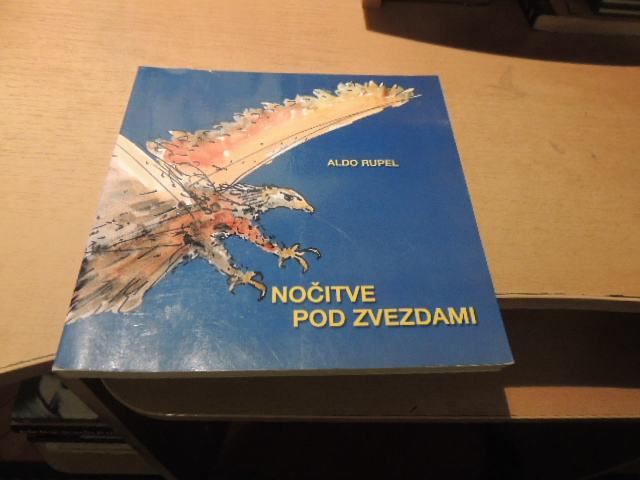 ALDO RUPEL
NOČITVE
POD ZVEZDAMI